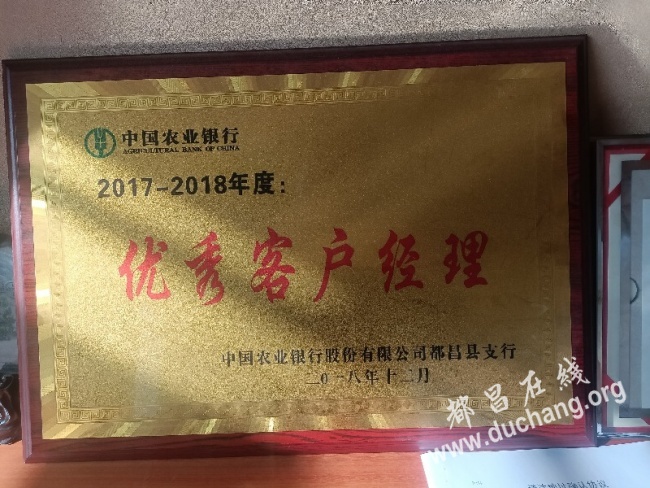 中国农业银行
AGRICULTURAL BANK OF CHINA
2017-2018年度:
优秀客户经理
中国农业银行股份有限公司都昌县支行
二〇一八年十二月
都昌在线
www.duchang.org